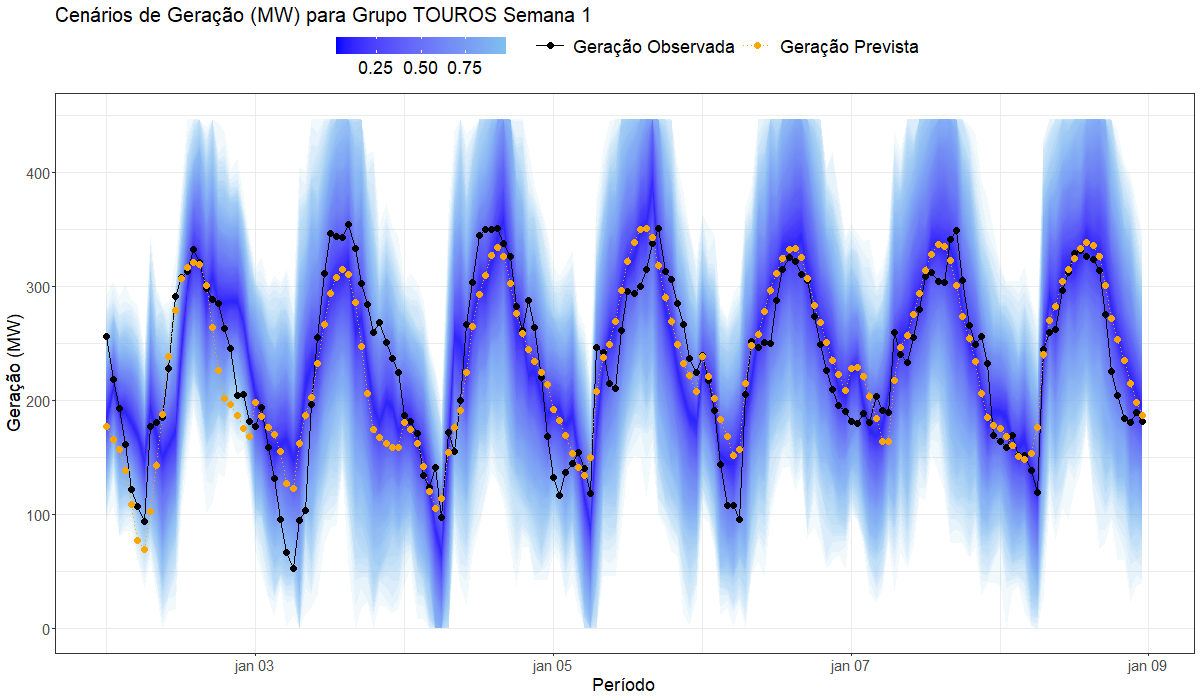 Cenários de Geração (MW) para Grupo TOUROS Semana 1
0.25 0.50 0.75
Geração Observada
Geração Prevista
Geração (MW)
400
300
200
100
0
jan 03
jan 05
jan 07
jan 09
Período